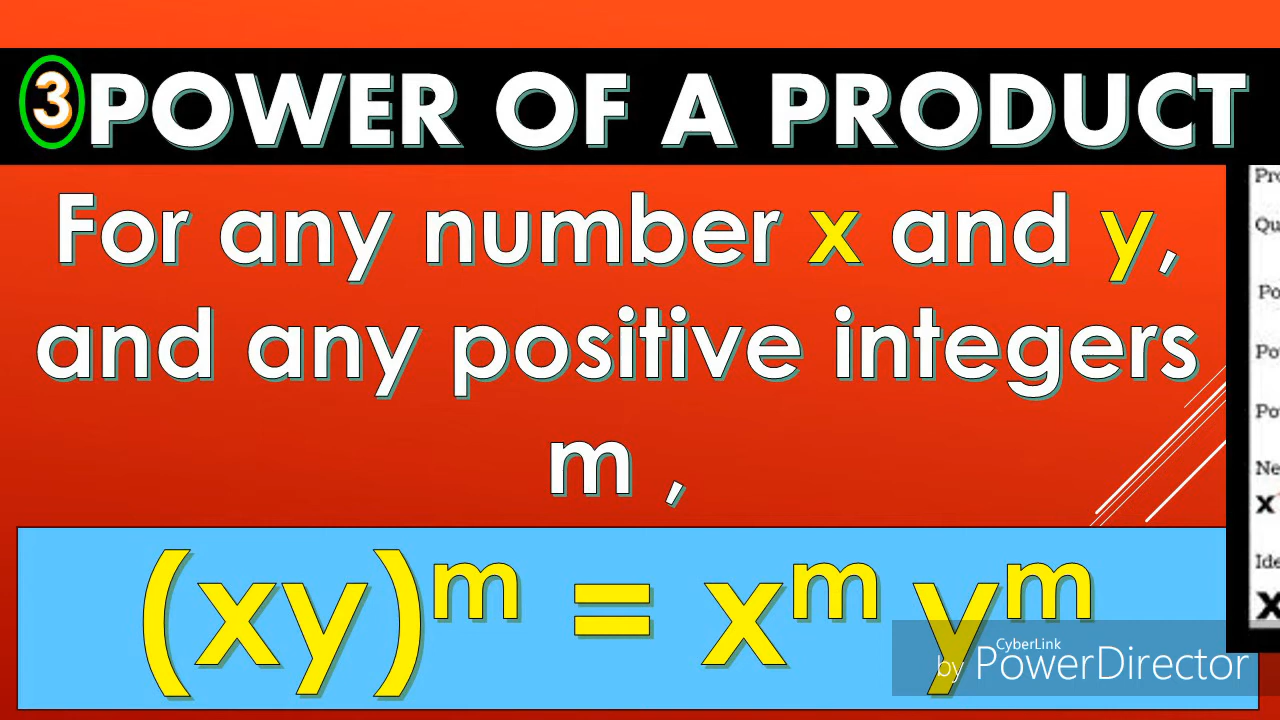 3 POWER OF A PRODUCT
For any number x and y,
and any positive integers
m ,
(xy)ᵐ = xᵐ yᵐ
CyberLink
by PowerDirector
x
x